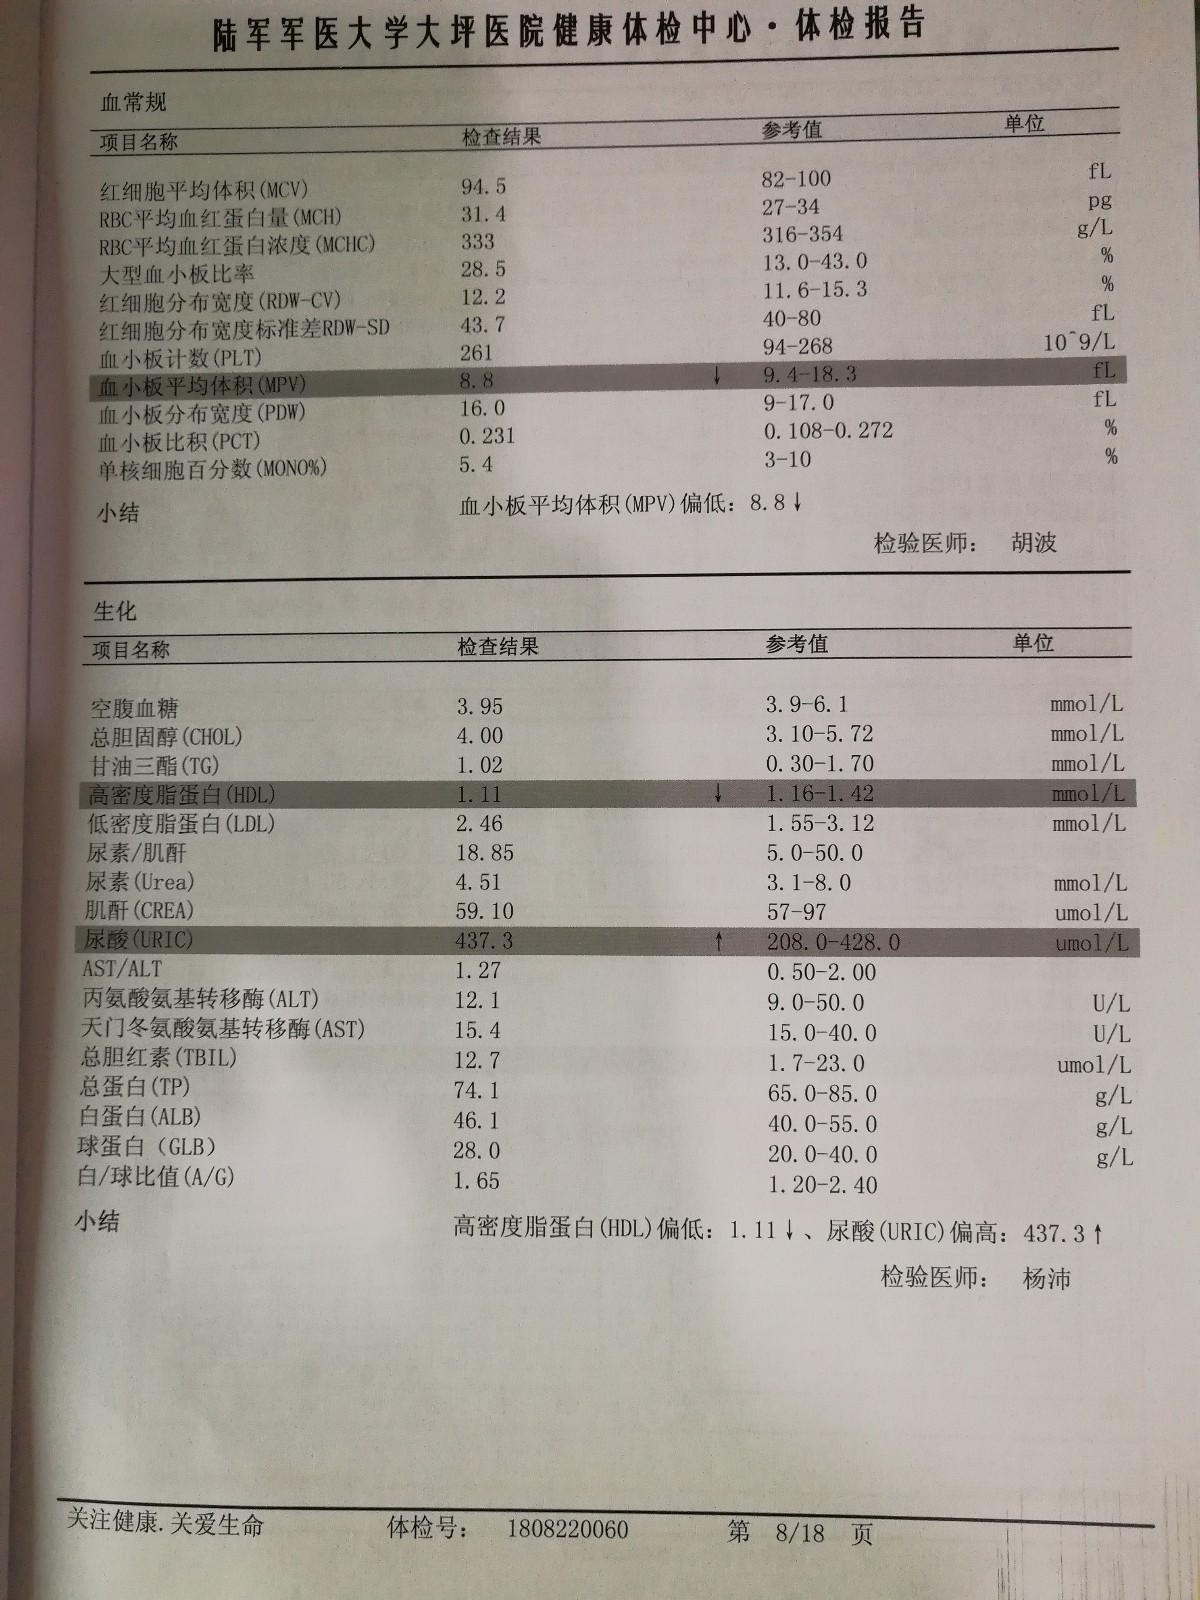 陆军军医大学大坪医院健康体检中心·体检报告
血常规
项目名称 检查结果 参考值 单位
红细胞平均体积(MCV) 94.5 82-100 fL
RBC平均血红蛋白量(MCH) 31.4 27-34 pg
RBC平均血红蛋白浓度(MCHC) 333 316-354 g/L
大型血小板比率 28.5 13.0-43.0 %
红细胞分布宽度(RDW-CV) 12.2 11.6-15.3 %
红细胞分布宽度标准差RDW-SD 43.7 40-80 fL
血小板计数(PLT) 261 94-268 10^9/L
血小板平均体积(MPV) 8.8 ↓ 9.4-18.3 fL
血小板分布宽度(PDW) 16.0 9-17.0 fL
血小板比积(PCT) 0.231 0.108-0.272 %
单核细胞百分数(MONO%) 5.4 3-10 %
小结 血小板平均体积(MPV)偏低：8.8↓
检验医师： 胡波
生化
项目名称 检查结果 参考值 单位
空腹血糖 3.95 3.9-6.1 mmol/L
总胆固醇(CHOL) 4.00 3.10-5.72 mmol/L
甘油三酯(TG) 1.02 0.30-1.70 mmol/L
高密度脂蛋白(HDL) 1.11 ↓ 1.16-1.42 mmol/L
低密度脂蛋白(LDL) 2.46 1.55-3.12 mmol/L
尿素/肌酐 18.85 5.0-50.0
尿素(Urea) 4.51 3.1-8.0 mmol/L
肌酐(CREA) 59.10 57-97 umol/L
尿酸(URIC) 437.3 ↑ 208.0-428.0 umol/L
AST/ALT 1.27 0.50-2.00
丙氨酸氨基转移酶(ALT) 12.1 9.0-50.0 U/L
天门冬氨酸氨基转移酶(AST) 15.4 15.0-40.0 U/L
总胆红素(TBIL) 12.7 1.7-23.0 umol/L
总蛋白(TP) 74.1 65.0-85.0 g/L
白蛋白(ALB) 46.1 40.0-55.0 g/L
球蛋白（GLB） 28.0 20.0-40.0 g/L
白/球比值(A/G) 1.65 1.20-2.40
小结 高密度脂蛋白(HDL)偏低：1.11↓、尿酸(URIC)偏高：437.3↑
检验医师： 杨沛
关注健康.关爱生命 体检号： 1808220060 第 8/18 页